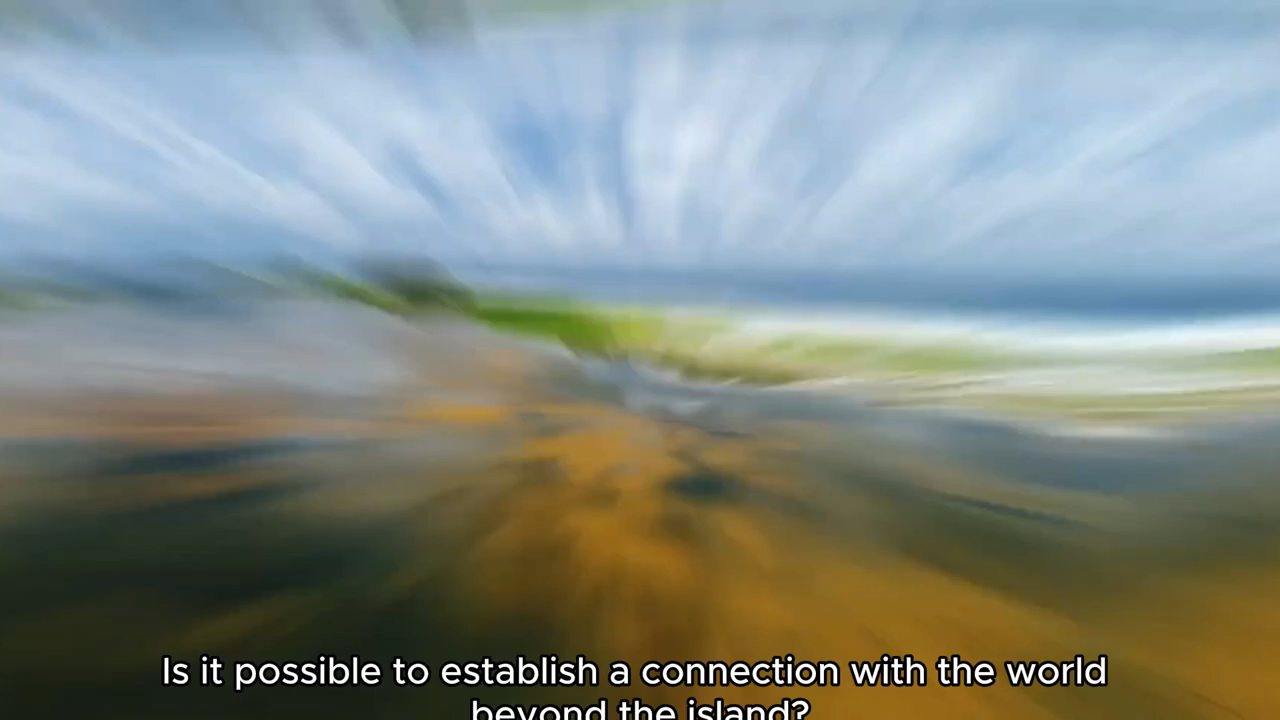 Is it possible to establish a connection with the world
beyond the island?